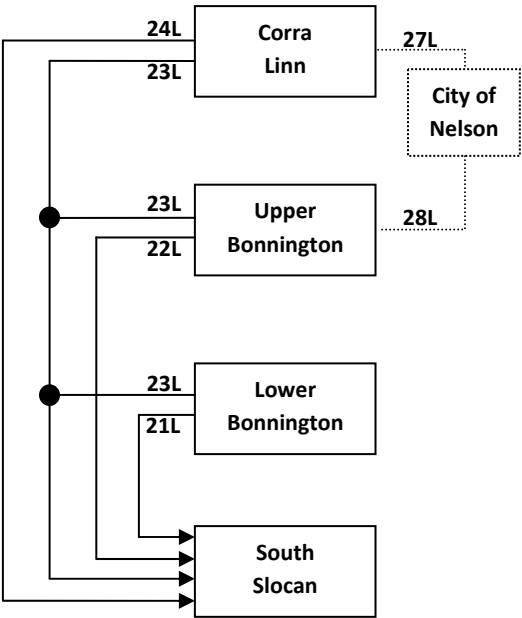 24L
Corra
Linn
27L
23L
City of
Nelson
23L
Upper
Bonnington
28L
22L
23L
Lower
Bonnington
21L
South
Slocan